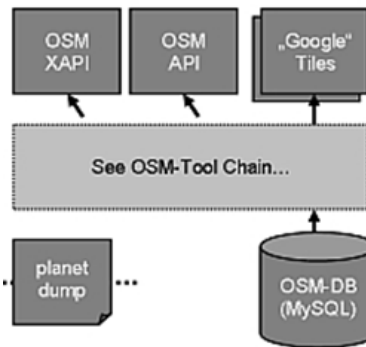 OSM
XAPI
OSM
API
„Google“
Tiles
See OSM-Tool Chain...
planet
dump
OSM-DB
(MySQL)